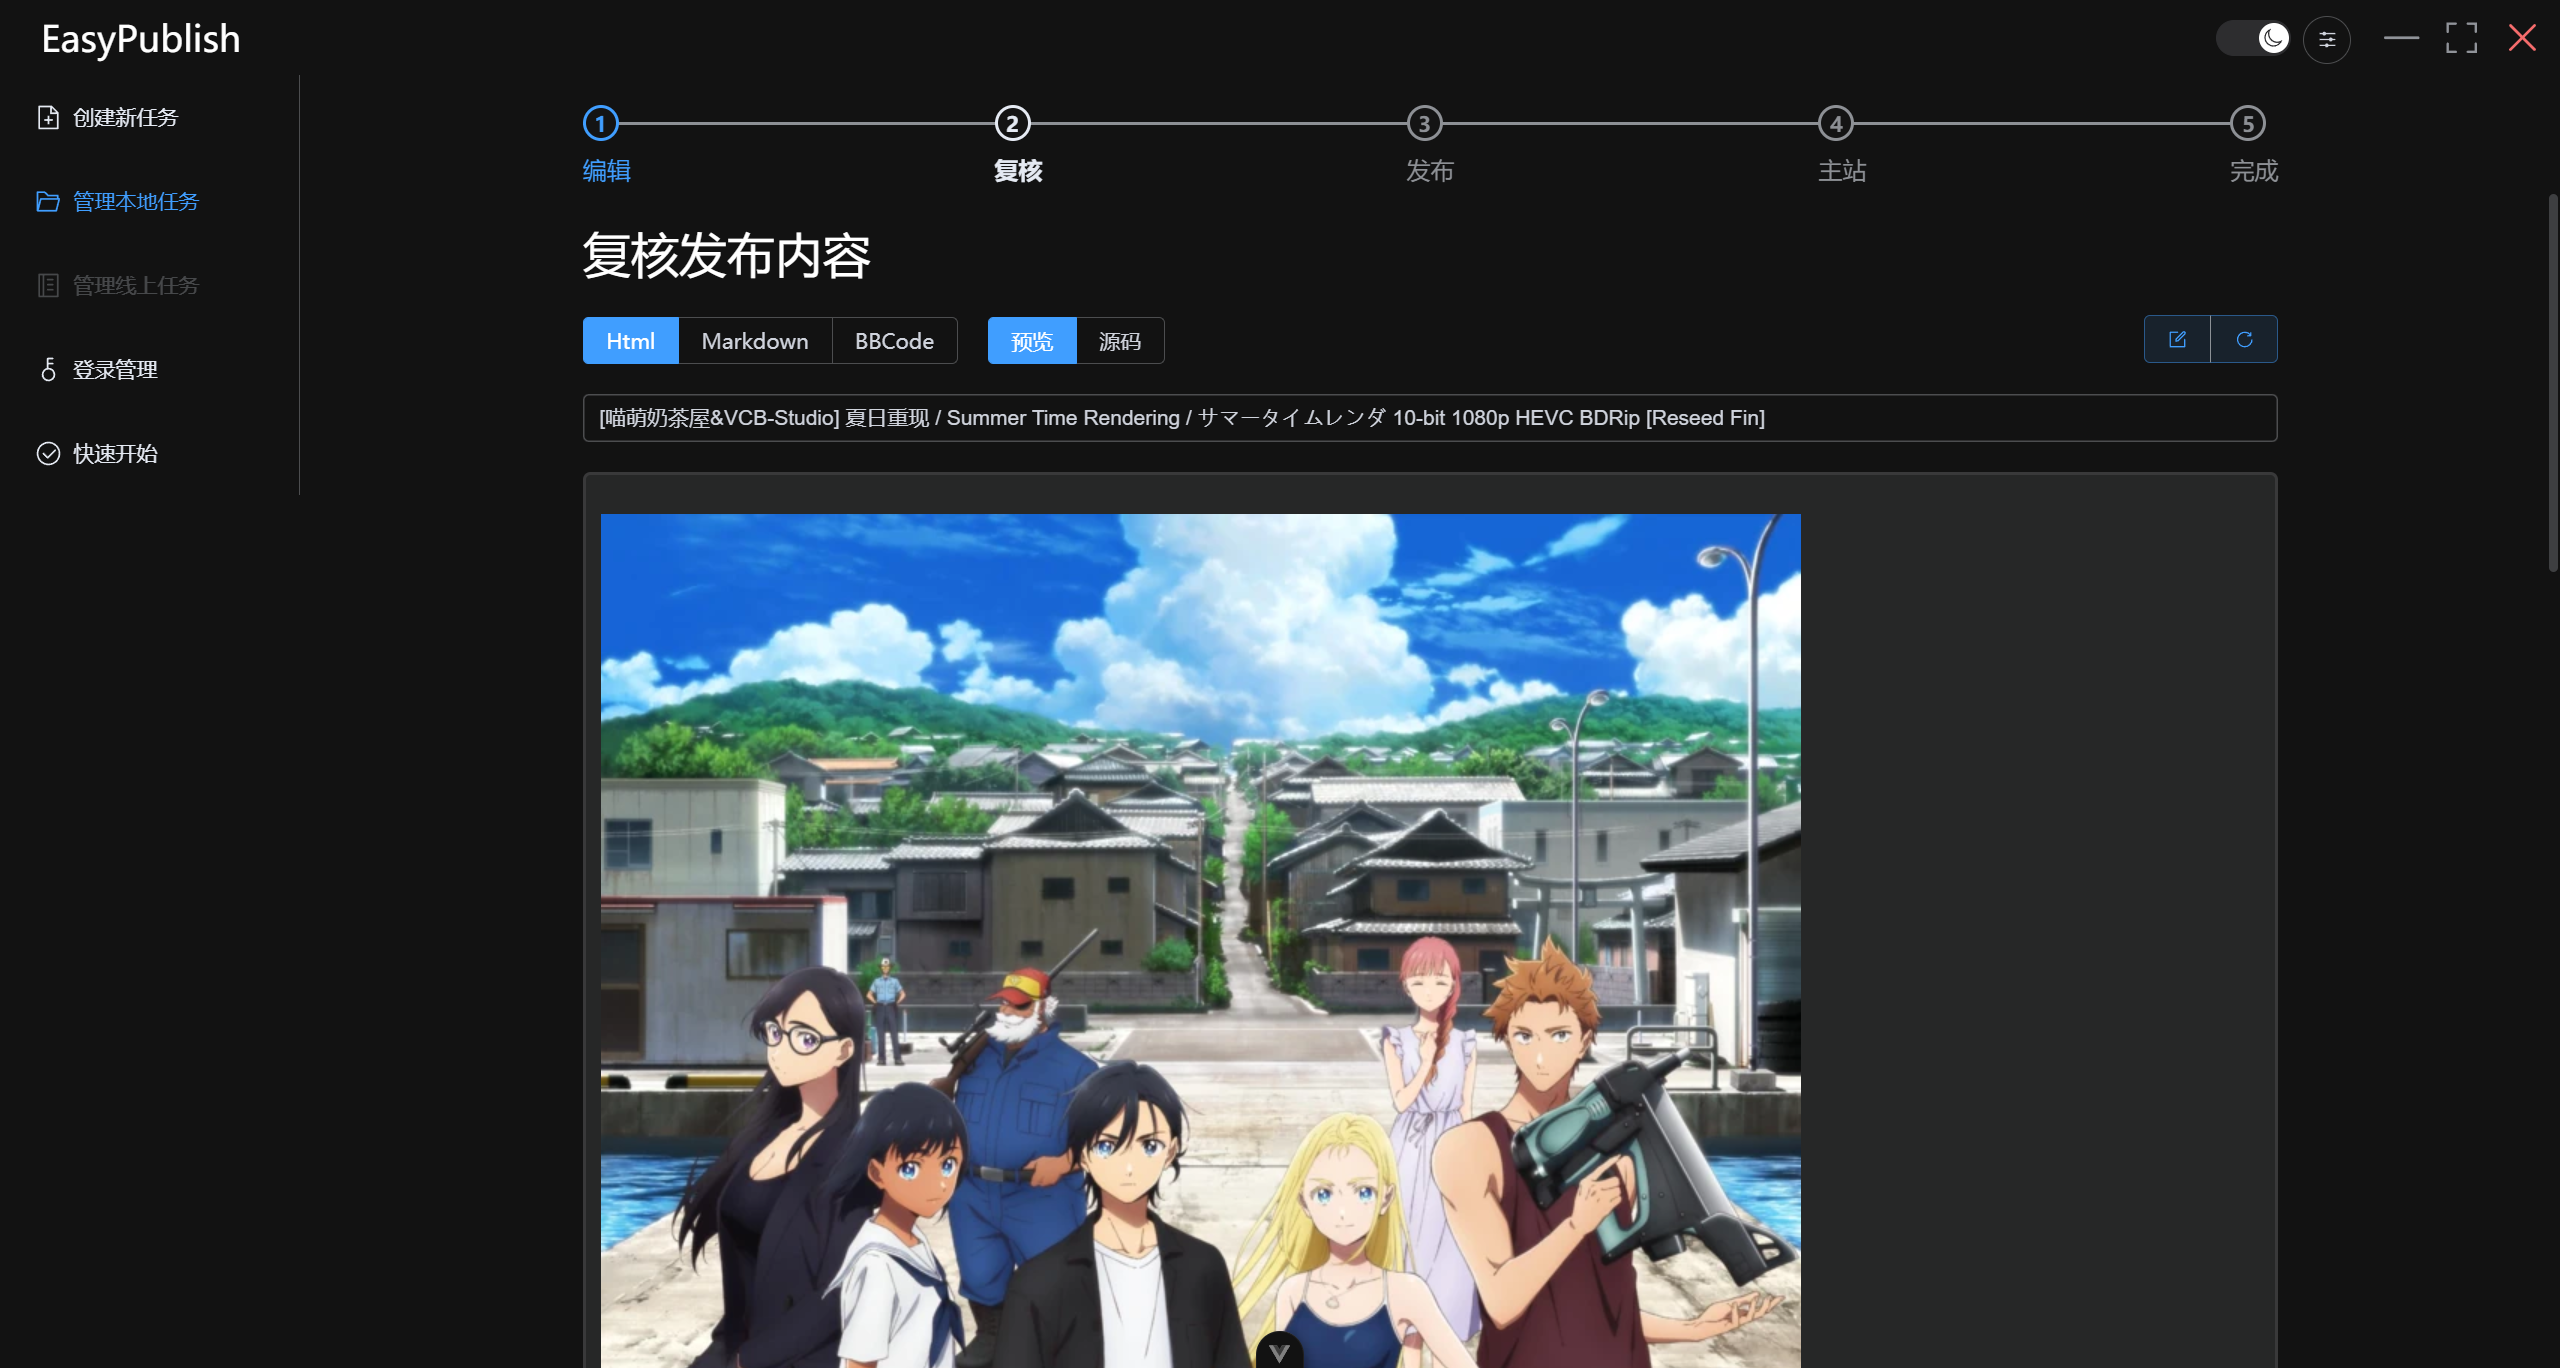 EasyPublish
创建新任务
管理本地任务
管理线上任务
登录管理
快速开始
1 2 3 4 5
编辑 复核 发布 主站 完成
复核发布内容
Html Markdown BBCode 预览 源码
[喵萌奶茶屋&VCB-Studio] 夏日重现 / Summer Time Rendering / サマータイムレンダ 10-bit 1080p HEVC BDRip [Reseed Fin]